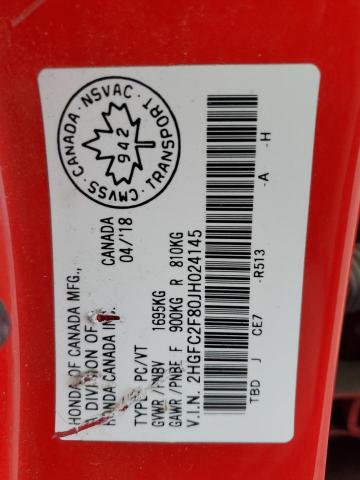 HONDA OF CANADA MFG.,
A DIVISION OF
HONDA CANADA INC.
CANADA
04/'18
CMVSS · CANADA · NSVAC · TRANSPORT ·
942
TYPE: PC/VT
GVWR / PNBV 1695KG
GAWR / PNBE F 900KG R 810KG
V.I.N. 2HGFC2F80JH024145
TBD J CE7 -R513 -A -H